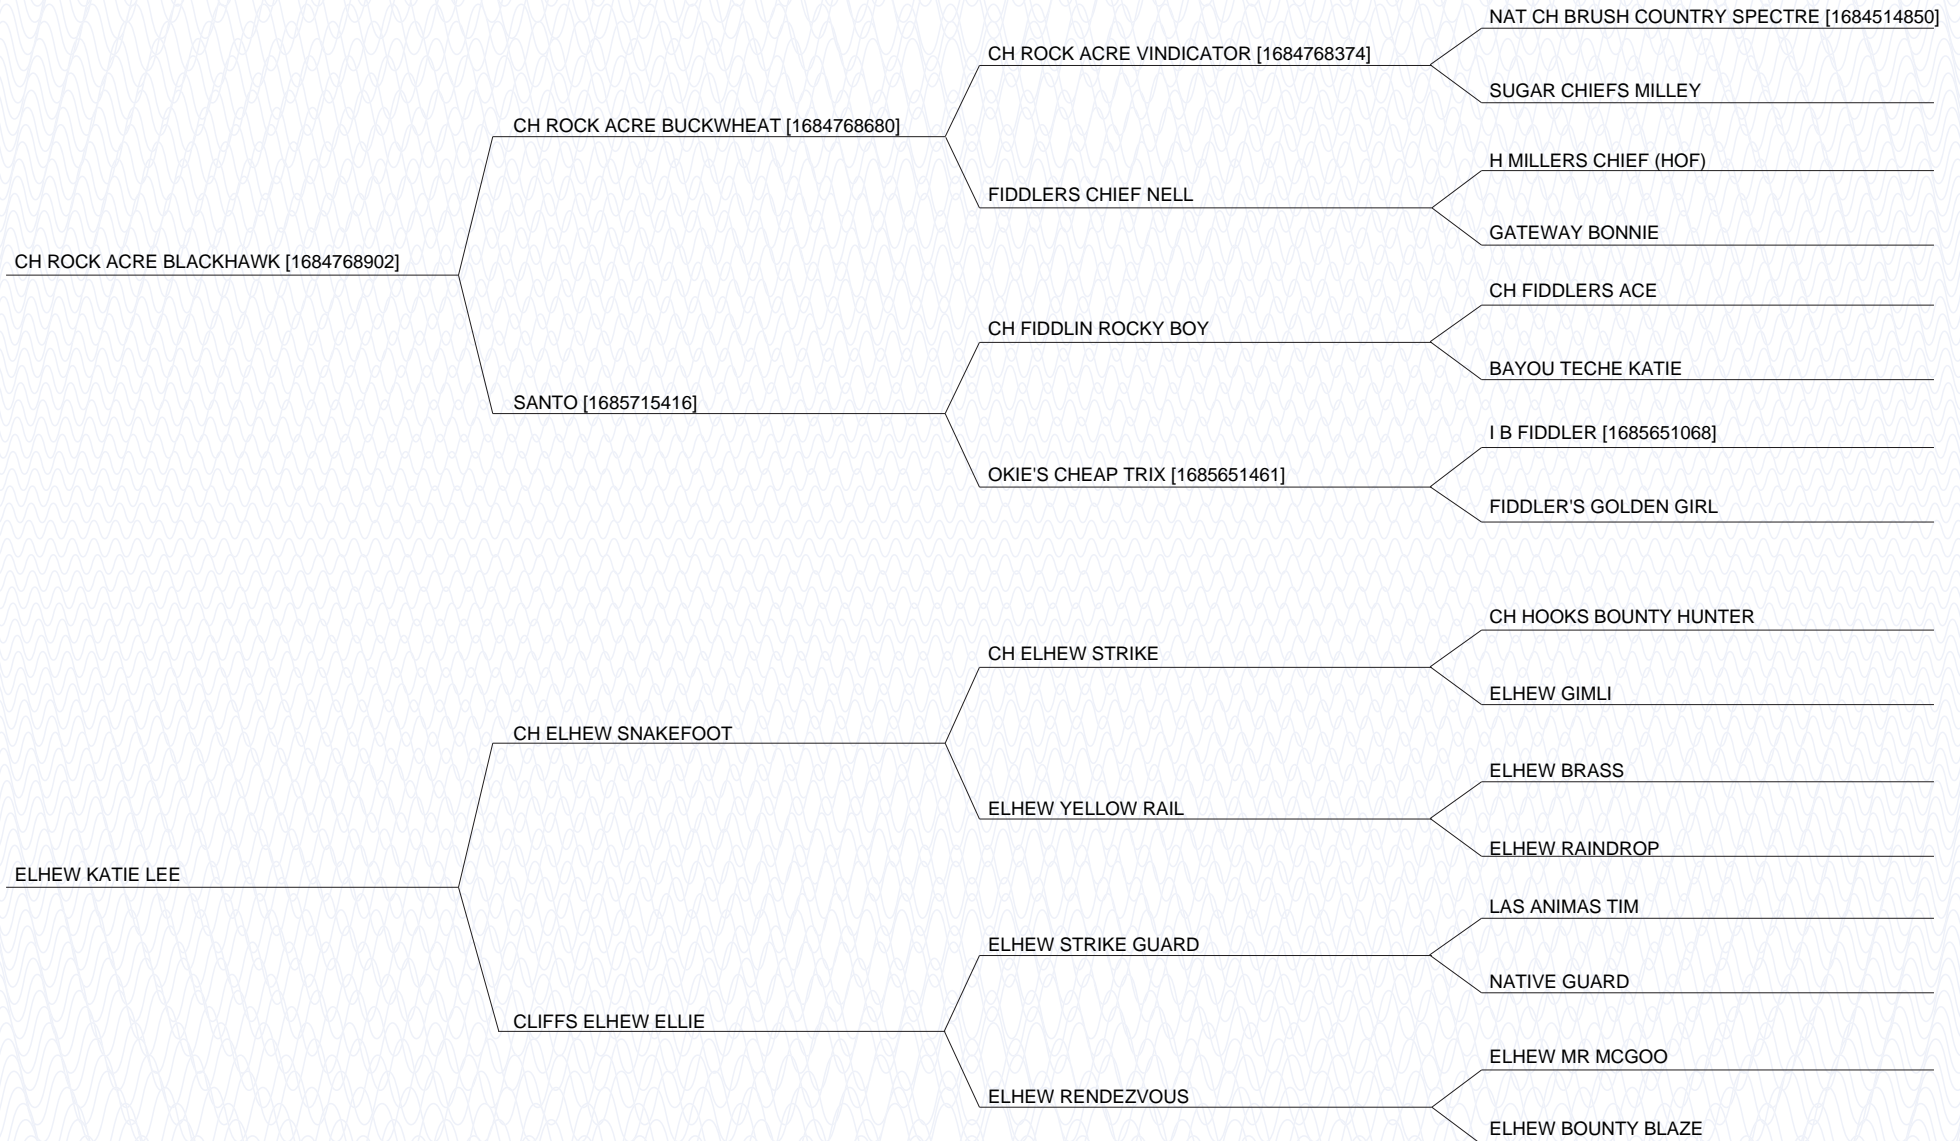 NAT CH BRUSH COUNTRY SPECTRE [1684514850]
CH ROCK ACRE VINDICATOR [1684768374]
SUGAR CHIEFS MILLEY
CH ROCK ACRE BUCKWHEAT [1684768680]
H MILLERS CHIEF (HOF)
FIDDLERS CHIEF NELL
GATEWAY BONNIE
CH ROCK ACRE BLACKHAWK [1684768902]
CH FIDDLERS ACE
CH FIDDLIN ROCKY BOY
BAYOU TECHE KATIE
SANTO [1685715416]
I B FIDDLER [1685651068]
OKIE'S CHEAP TRIX [1685651461]
FIDDLER'S GOLDEN GIRL
CH HOOKS BOUNTY HUNTER
CH ELHEW STRIKE
ELHEW GIMLI
CH ELHEW SNAKEFOOT
ELHEW BRASS
ELHEW YELLOW RAIL
ELHEW RAINDROP
ELHEW KATIE LEE
LAS ANIMAS TIM
ELHEW STRIKE GUARD
NATIVE GUARD
CLIFFS ELHEW ELLIE
ELHEW MR MCGOO
ELHEW RENDEZVOUS
ELHEW BOUNTY BLAZE